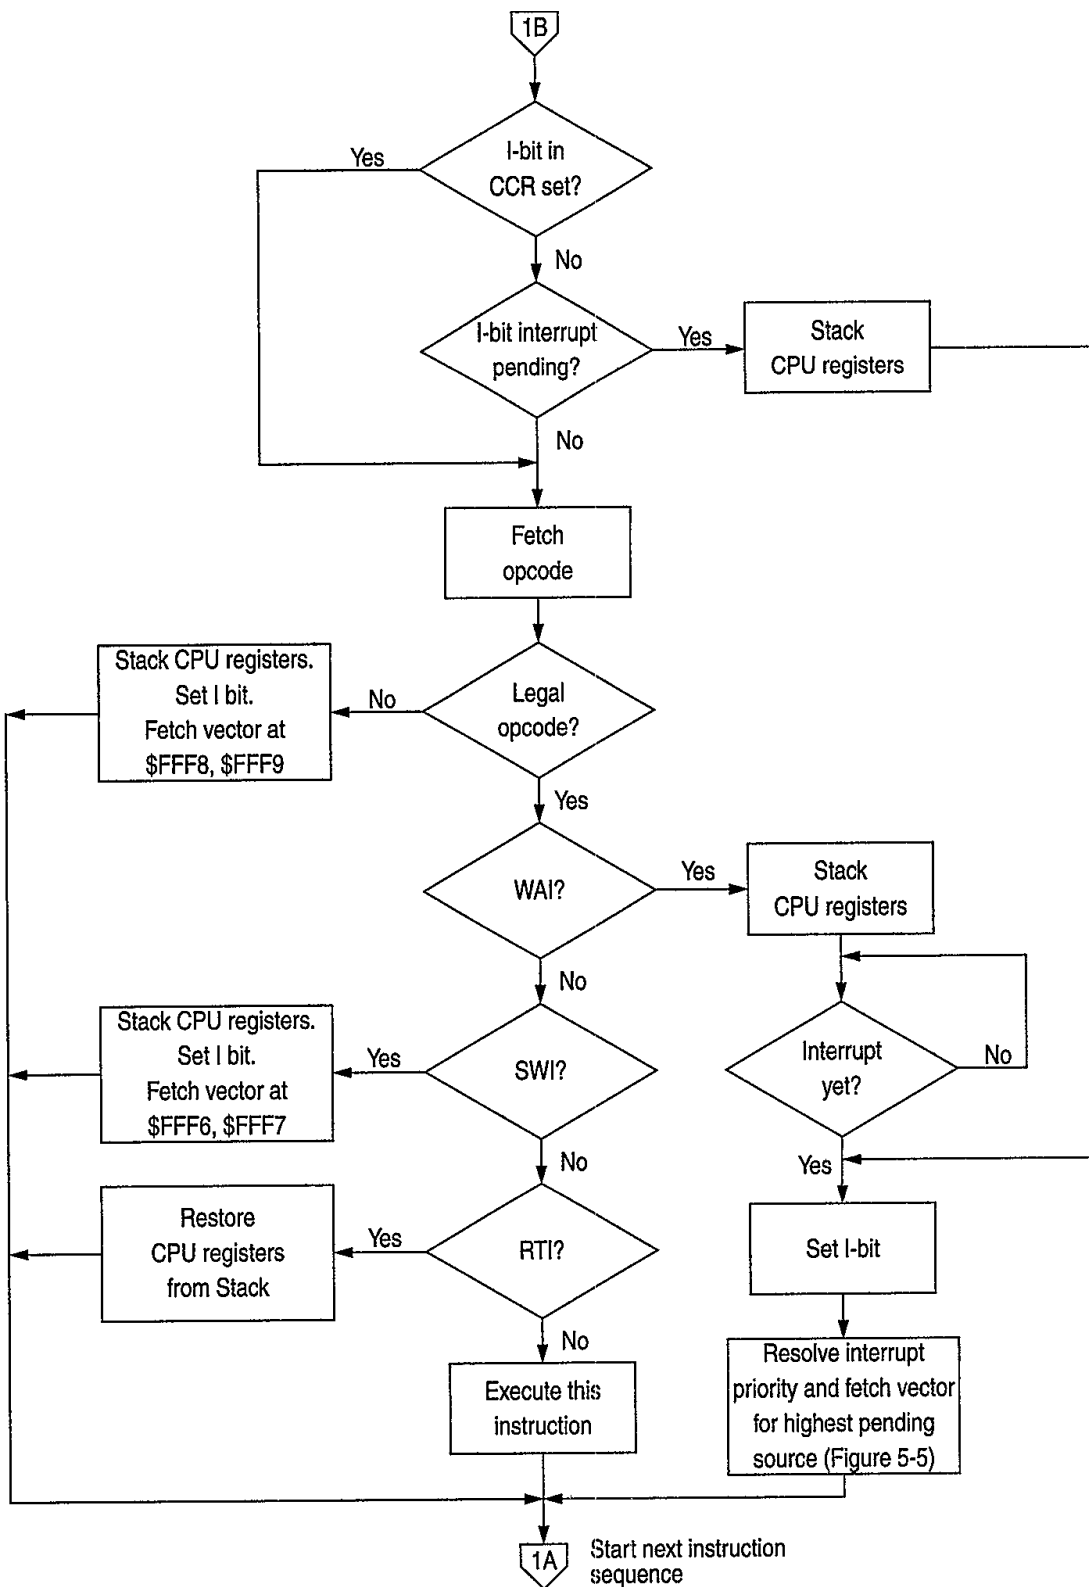 1B
I-bit in
CCR set?
Yes
No
I-bit interrupt
pending?
Yes
Stack
CPU registers
No
Fetch
opcode
Stack CPU registers.
Set I bit.
Fetch vector at
$FFF8, $FFF9
No
Legal
opcode?
Yes
WAI?
Yes
Stack
CPU registers
No
Stack CPU registers.
Set I bit.
Fetch vector at
$FFF6, $FFF7
Yes
SWI?
Interrupt
yet?
No
No
Yes
Restore
CPU registers
from Stack
Yes
RTI?
Set I-bit
No
Execute this
instruction
Resolve interrupt
priority and fetch vector
for highest pending
source (Figure 5-5)
1A
Start next instruction
sequence